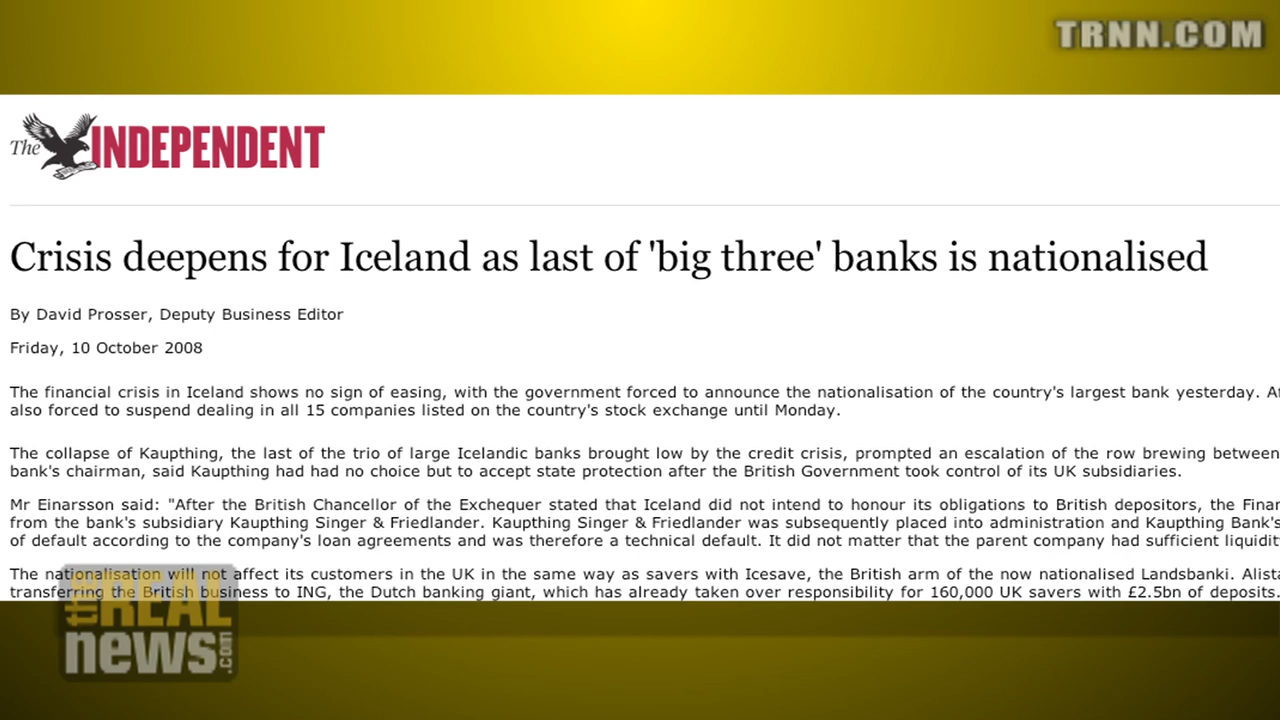 TRNN.COM
The INDEPENDENT
Crisis deepens for Iceland as last of 'big three' banks is nationalised
By David Prosser, Deputy Business Editor
Friday, 10 October 2008
The financial crisis in Iceland shows no sign of easing, with the government forced to announce the nationalisation of the country's largest bank yesterday.
also forced to suspend dealing in all 15 companies listed on the country's stock exchange until Monday.
The collapse of Kaupthing, the last of the trio of large Icelandic banks brought low by the credit crisis, prompted an escalation of the row brewing between
bank's chairman, said Kaupthing had had no choice but to accept state protection after the British Government took control of its UK subsidiaries.
Mr Einarsson said: "After the British Chancellor of the Exchequer stated that Iceland did not intend to honour its obligations to British depositors, the
from the bank's subsidiary Kaupthing Singer & Friedlander. Kaupthing Singer & Friedlander was subsequently placed into administration and Kaupthing Bank's
of default according to the company's loan agreements and was therefore a technical default. It did not matter that the parent company had sufficient
The nationalisation will not affect its customers in the UK in the same way as savers with Icesave, the British arm of the now nationalised Landsbanki.
transferring the British business to ING, the Dutch banking giant, which has already taken over responsibility for 160,000 UK savers with £2.5bn of deposits.
the REAL
news.com